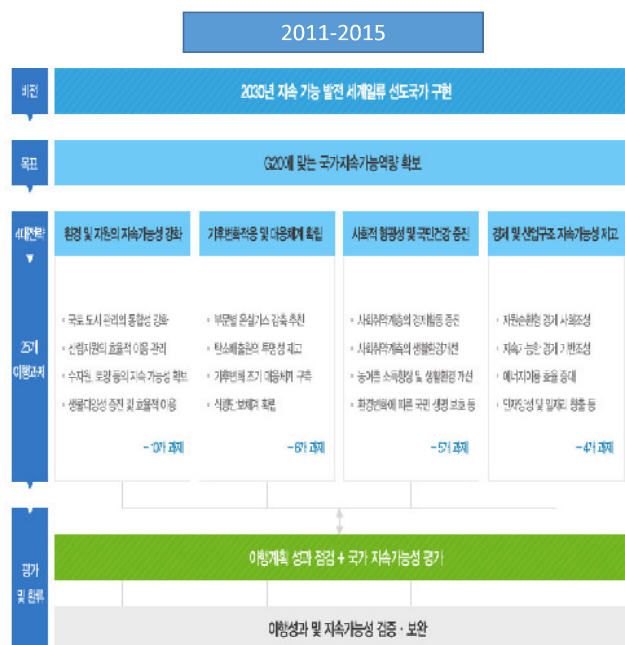 2011-2015
비전
2030년 지속 가능 발전 세계일류 선도국가 구현
목표
G20에 맞는 국가지속가능역량 확보
4대전략
환경 및 자원의 지속가능성 강화
기후변화적응 및 대응체계 확립
사회적 형평성 및 국민건강 증진
경제 및 산업구조 지속가능성 제고
25개
이행과제
국토 도시 관리의 통합성 강화
산림자원의 효율적 이용 관리
수자원, 토양 등의 지속 가능성 확보
생물다양성 증진 및 효율적 이용
- 10개 과제
부문별 온실가스 감축 추진
탄소배출원의 투명성 제고
기후변화 조기 대응체계 구축
식량안보체계 확립
- 6개 과제
사회취약계층의 경제활동 증진
사회취약계층의 생활환경개선
농어촌 소득향상 및 생활환경 개선
환경변화에 따른 국민 생명 보호 등
- 5개 과제
자원순환형 경제 사회조성
지속가능한 경제 기반조성
에너지이용 효율 증대
인재양성 및 일자리 창출 등
- 4개 과제
평가
및 환류
이행계획 성과 점검 + 국가 지속가능성 평가
이행성과 및 지속가능성 검증 · 보완